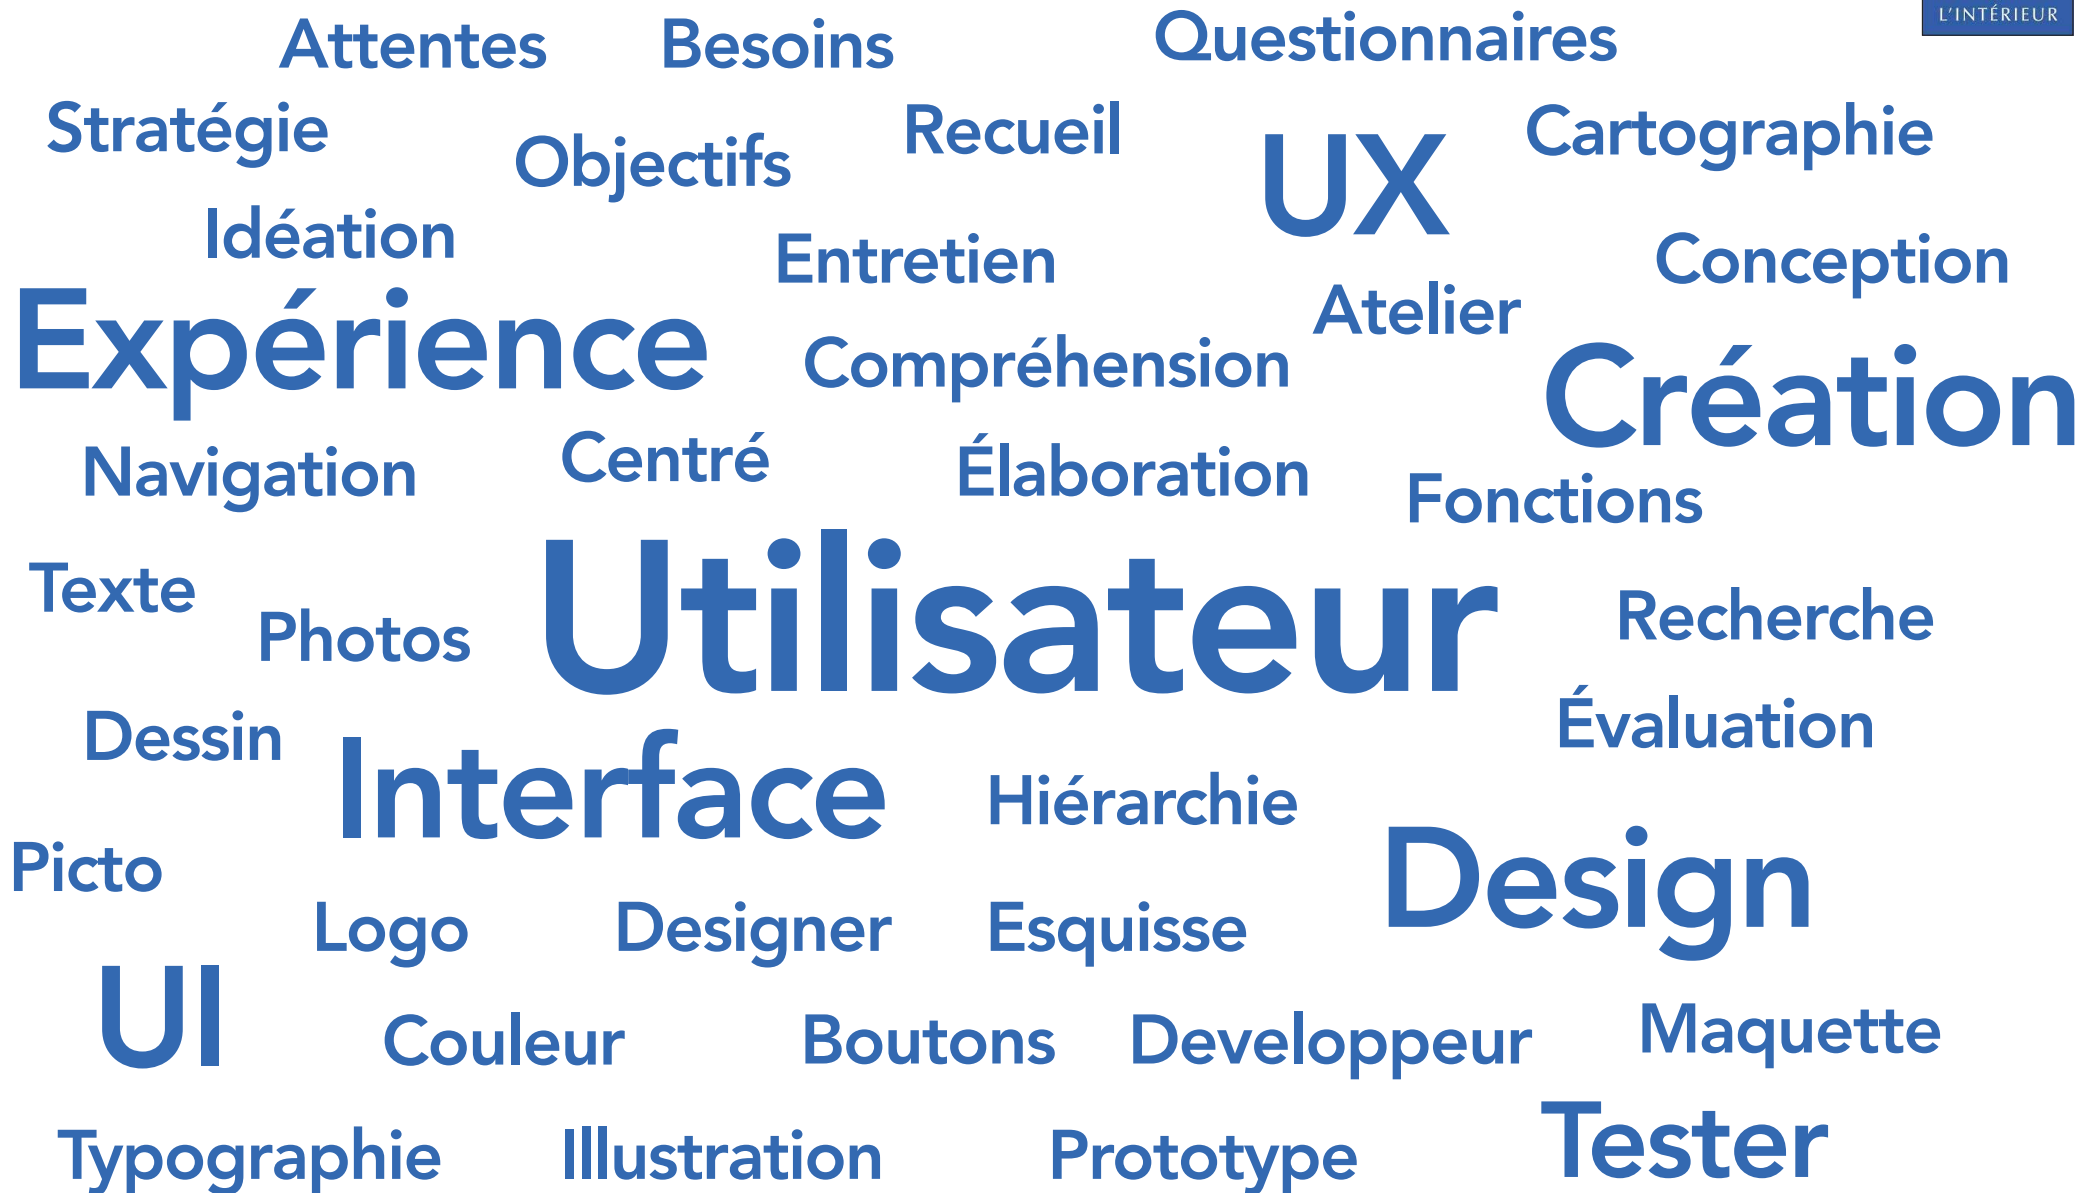 L'INTÉRIEUR
Attentes
Besoins
Questionnaires
Stratégie
Objectifs
Recueil
UX
Cartographie
Idéation
Entretien
Conception
Atelier
Expérience
Compréhension
Création
Navigation
Centré
Élaboration
Fonctions
Texte
Photos
Utilisateur
Recherche
Dessin
Interface
Hiérarchie
Évaluation
Picto
Logo
Designer
Esquisse
Design
UI
Couleur
Boutons
Developpeur
Maquette
Typographie
Illustration
Prototype
Tester